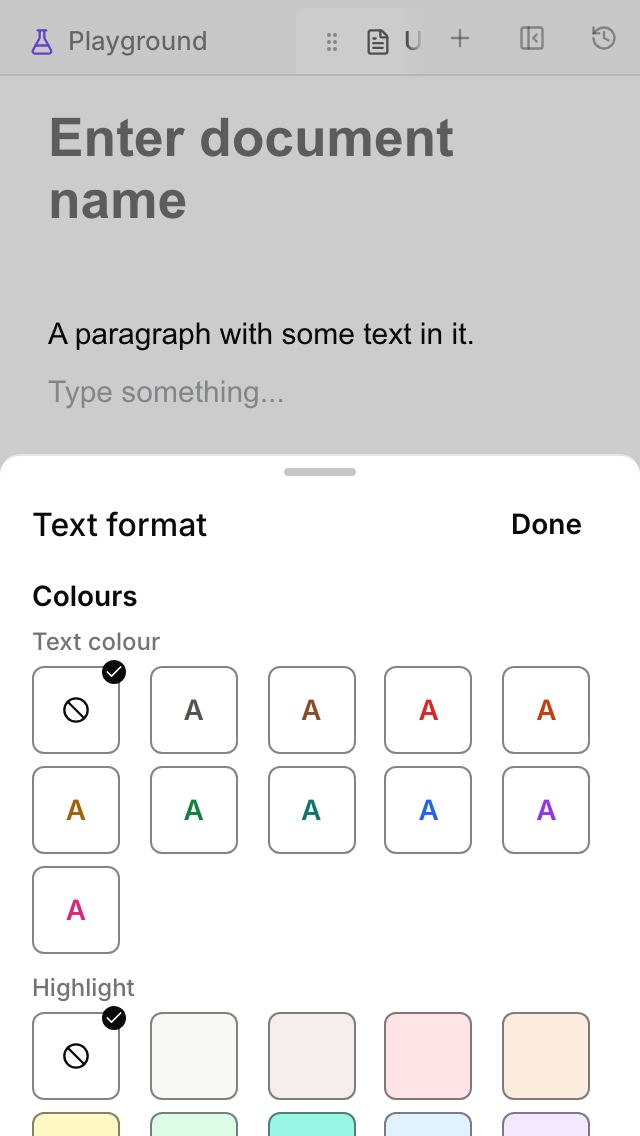 Playground
U
Enter document
name
A paragraph with some text in it.
Type something...
Text format
Done
Colours
Text colour
A A A A
A A A A A
A
Highlight